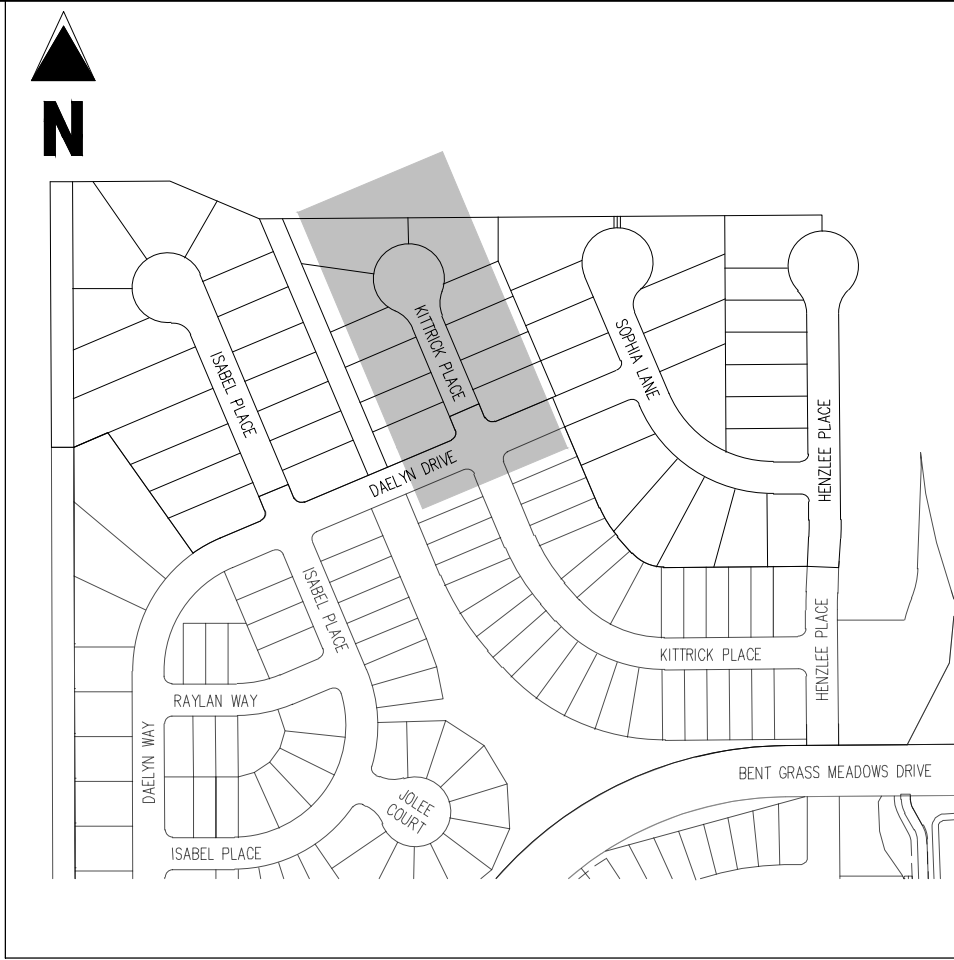 N
KITTRICK PLACE
SOPHIA LANE
ISABEL PLACE
HENZLEE PLACE
DAELYN DRIVE
ISABEL PLACE
HENZLEE PLACE
KITTRICK PLACE
RAYLAN WAY
DAELYN WAY
BENT GRASS MEADOWS DRIVE
JOLEE
COURT
ISABEL PLACE